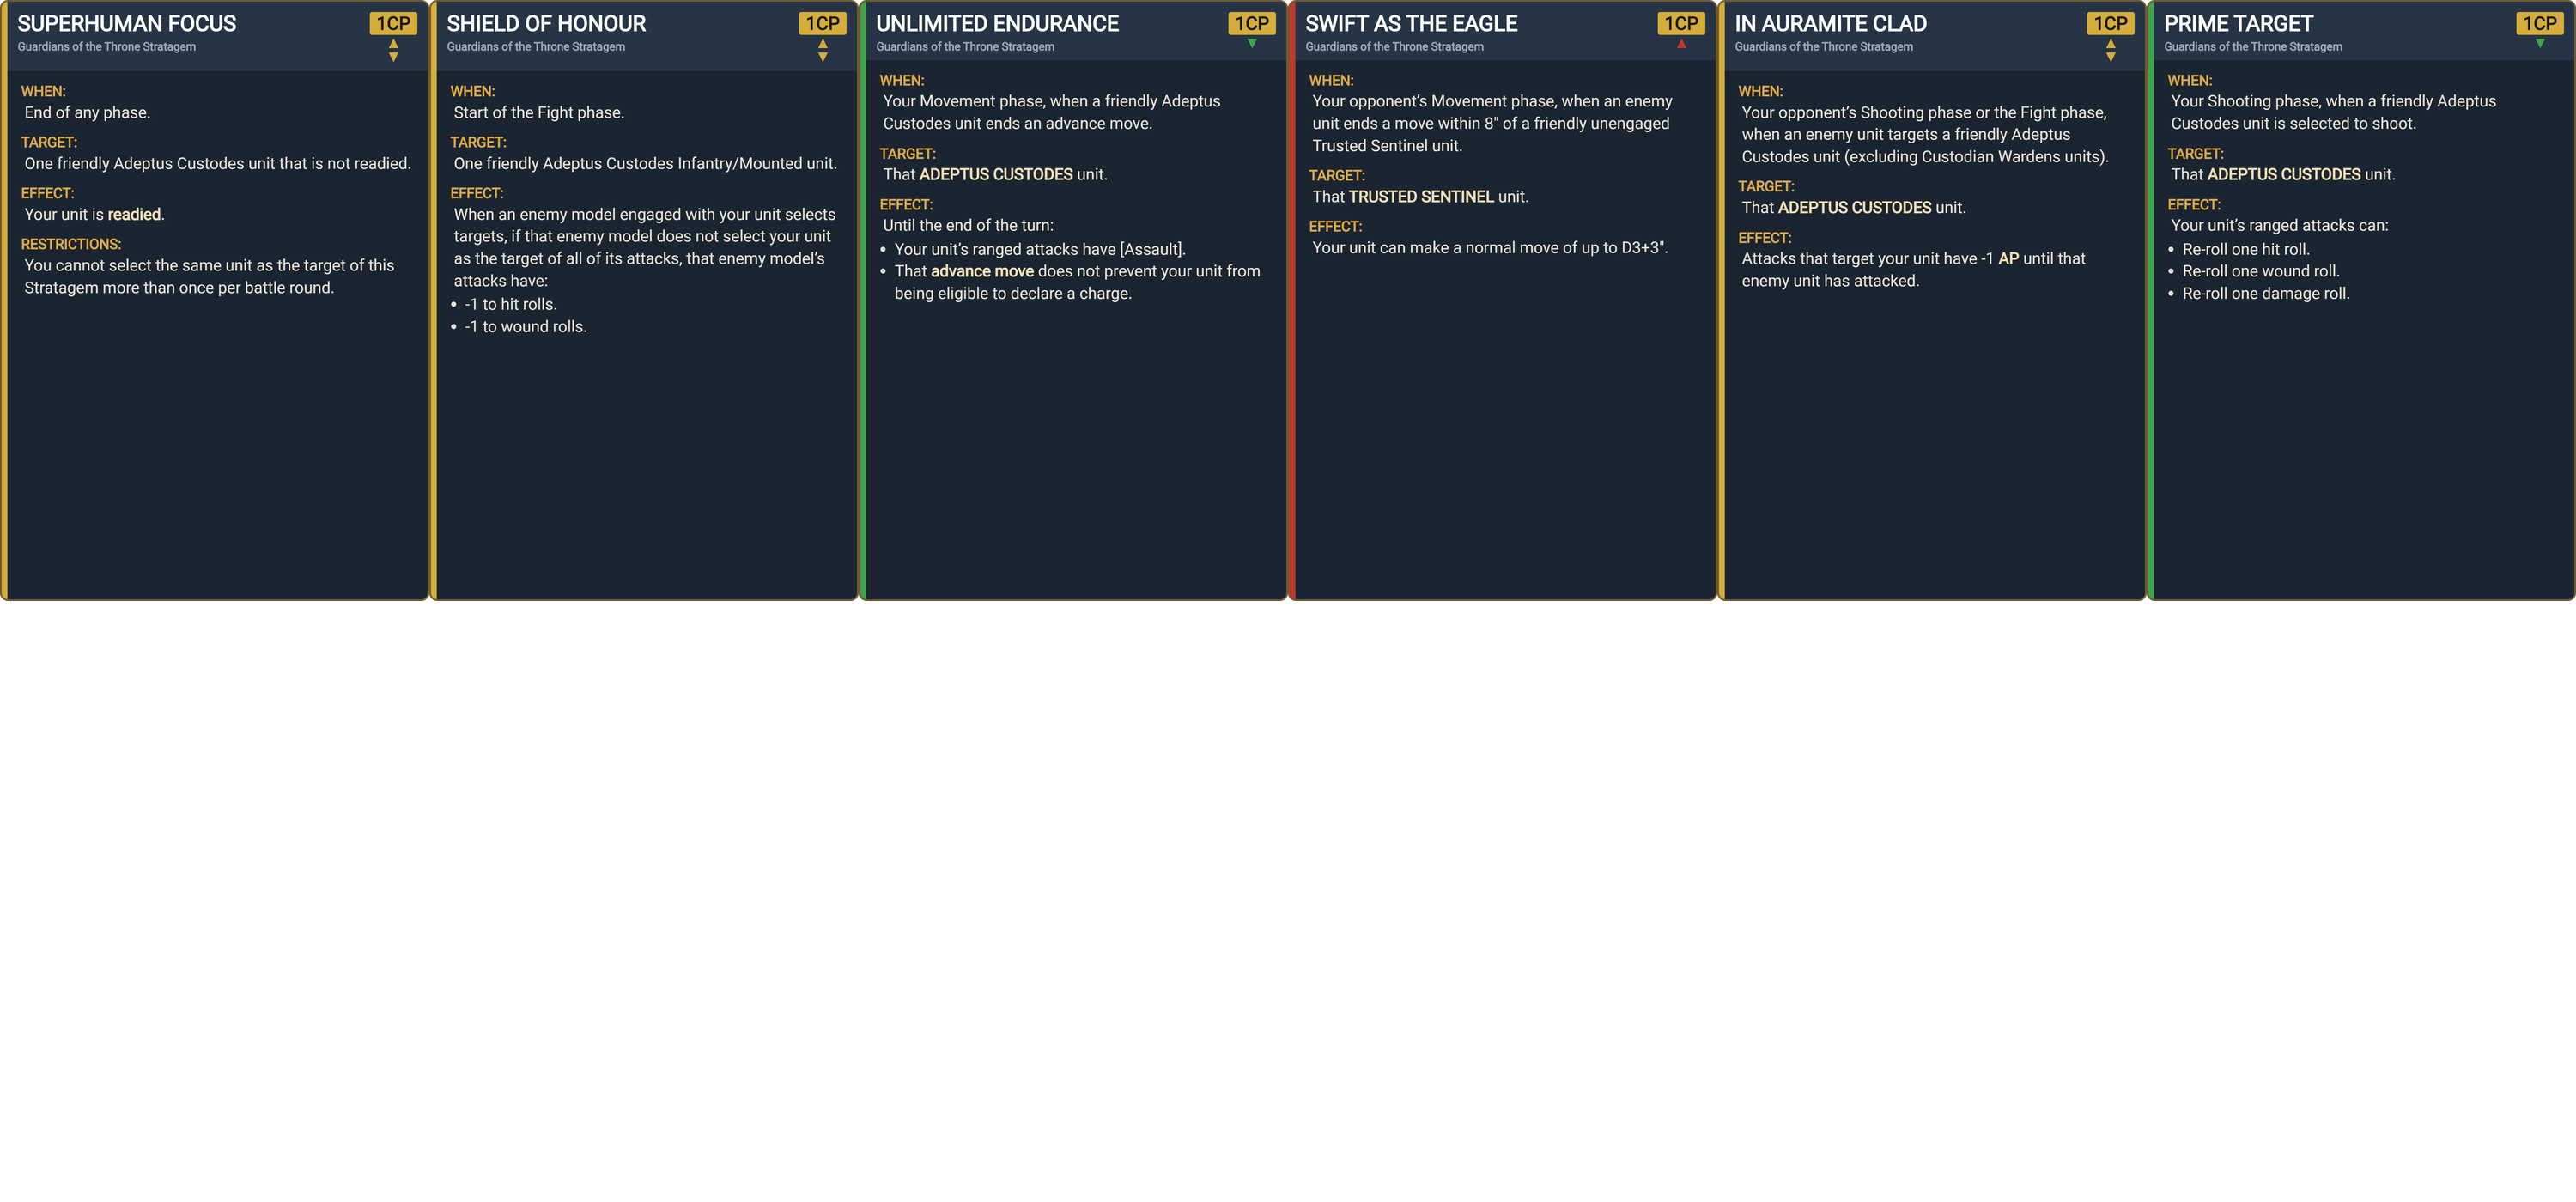 SUPERHUMAN FOCUS
1CP
Guardians of the Throne Stratagem
▲
▼
WHEN:
End of any phase.
TARGET:
One friendly Adeptus Custodes unit that is not readied.
EFFECT:
Your unit is readied.
RESTRICTIONS:
You cannot select the same unit as the target of this
Stratagem more than once per battle round.
SHIELD OF HONOUR
1CP
Guardians of the Throne Stratagem
▲
▼
WHEN:
Start of the Fight phase.
TARGET:
One friendly Adeptus Custodes Infantry/Mounted unit.
EFFECT:
When an enemy model engaged with your unit selects
targets, if that enemy model does not select your unit
as the target of all of its attacks, that enemy model’s
attacks have:
• -1 to hit rolls.
• -1 to wound rolls.
UNLIMITED ENDURANCE
1CP
Guardians of the Throne Stratagem
▼
WHEN:
Your Movement phase, when a friendly Adeptus
Custodes unit ends an advance move.
TARGET:
That ADEPTUS CUSTODES unit.
EFFECT:
Until the end of the turn:
• Your unit’s ranged attacks have [Assault].
• That advance move does not prevent your unit from
being eligible to declare a charge.
SWIFT AS THE EAGLE
1CP
Guardians of the Throne Stratagem
▲
WHEN:
Your opponent’s Movement phase, when an enemy
unit ends a move within 8" of a friendly unengaged
Trusted Sentinel unit.
TARGET:
That TRUSTED SENTINEL unit.
EFFECT:
Your unit can make a normal move of up to D3+3".
IN AURAMITE CLAD
1CP
Guardians of the Throne Stratagem
▲
▼
WHEN:
Your opponent’s Shooting phase or the Fight phase,
when an enemy unit targets a friendly Adeptus
Custodes unit (excluding Custodian Wardens units).
TARGET:
That ADEPTUS CUSTODES unit.
EFFECT:
Attacks that target your unit have -1 AP until that
enemy unit has attacked.
PRIME TARGET
1CP
Guardians of the Throne Stratagem
▼
WHEN:
Your Shooting phase, when a friendly Adeptus
Custodes unit is selected to shoot.
TARGET:
That ADEPTUS CUSTODES unit.
EFFECT:
Your unit’s ranged attacks can:
• Re-roll one hit roll.
• Re-roll one wound roll.
• Re-roll one damage roll.